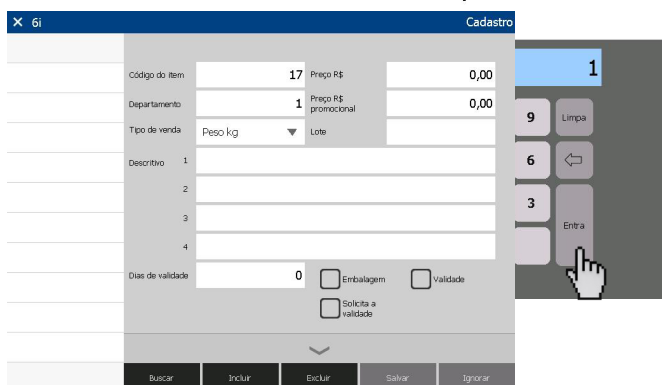 6i Cadastro
Código do item 17 Preço R$ 0,00
Departamento 1 Preço R$ promocional 0,00
Tipo de venda Peso kg Lote
Descritivo 1
2
3
4
Dias de validade 0 Embalagem Validade
Solicita a
validade
Buscar Incluir Excluir Salvar Ignorar
1
9 Limpa
6
3
Entra